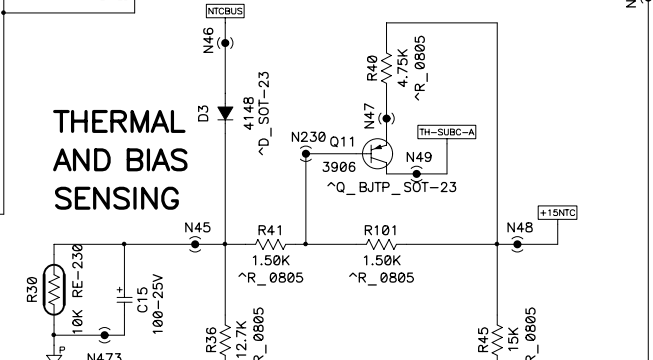 NTCBUS
N46
D3
4148
^D_SOT-23
R40
4.75K
^R_0805
N47
TH-SUBC-A
N230
Q11
3906
N49
^Q_BJTP_SOT-23
THERMAL
AND BIAS
SENSING
N45
R41
1.50K
^R_0805
R101
1.50K
^R_0805
N48
+15NTC
R30
RE-230
10K
+
C15
100-25V
P
N473
R36
12.7K
R_0805
R45
15K
R_0805